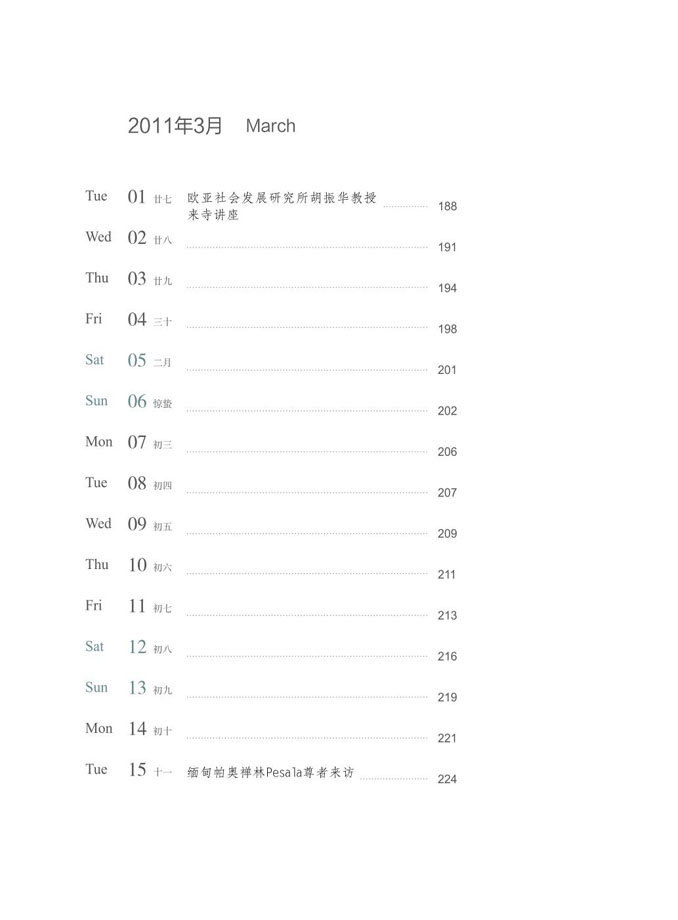 2011年3月 March
Tue 01 廿七 欧亚社会发展研究所胡振华教授
来寺讲座 188
Wed 02 廿八 191
Thu 03 廿九 194
Fri 04 三十 198
Sat 05 二月 201
Sun 06 惊蛰 202
Mon 07 初三 206
Tue 08 初四 207
Wed 09 初五 209
Thu 10 初六 211
Fri 11 初七 213
Sat 12 初八 216
Sun 13 初九 219
Mon 14 初十 221
Tue 15 十一 缅甸帕奥禅林Pesala尊者来访 224